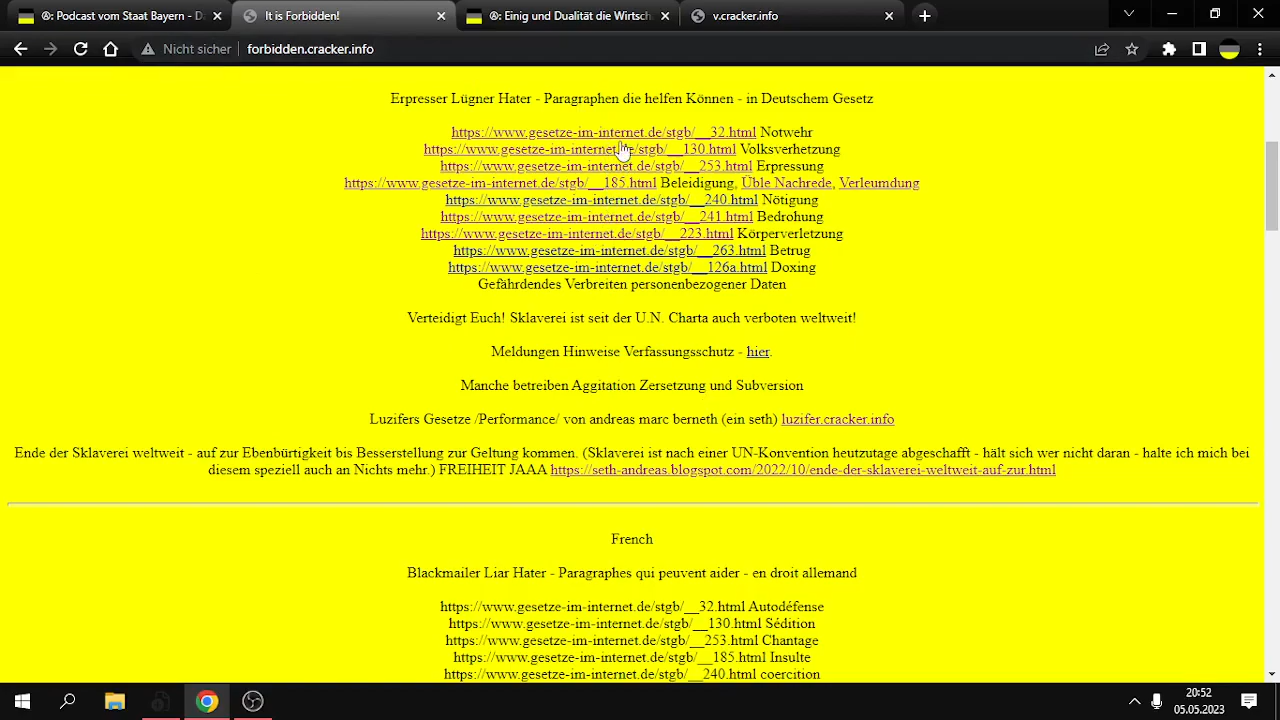 Ⓐ: Podcast vom Staat Bayern - D
It is Forbidden!
Ⓐ: Einig und Dualität die Wirtsch
v.cracker.info
Nicht sicher
forbidden.cracker.info
Erpresser Lügner Hater - Paragraphen die helfen Können - in Deutschem Gesetz
https://www.gesetze-im-internet.de/stgb/__32.html Notwehr
https://www.gesetze-im-internet.de/stgb/__130.html Volksverhetzung
https://www.gesetze-im-internet.de/stgb/__253.html Erpressung
https://www.gesetze-im-internet.de/stgb/__185.html Beleidigung, Üble Nachrede, Verleumdung
https://www.gesetze-im-internet.de/stgb/__240.html Nötigung
https://www.gesetze-im-internet.de/stgb/__241.html Bedrohung
https://www.gesetze-im-internet.de/stgb/__223.html Körperverletzung
https://www.gesetze-im-internet.de/stgb/__263.html Betrug
https://www.gesetze-im-internet.de/stgb/__126a.html Doxing
Gefährdendes Verbreiten personenbezogener Daten
Verteidigt Euch! Sklaverei ist seit der U.N. Charta auch verboten weltweit!
Meldungen Hinweise Verfassungsschutz - hier.
Manche betreiben Aggitation Zersetzung und Subversion
Luzifers Gesetze /Performance/ von andreas marc berneth (ein seth) luzifer.cracker.info
Ende der Sklaverei weltweit - auf zur Ebenbürtigkeit bis Besserstellung zur Geltung kommen. (Sklaverei ist nach einer UN-Konvention heutzutage abgeschafft - hält sich wer nicht daran - halte ich mich bei
diesem speziell auch an Nichts mehr.) FREIHEIT JAAA https://seth-andreas.blogspot.com/2022/10/ende-der-sklaverei-weltweit-auf-zur.html
French
Blackmailer Liar Hater - Paragraphes qui peuvent aider - en droit allemand
https://www.gesetze-im-internet.de/stgb/__32.html Autodéfense
https://www.gesetze-im-internet.de/stgb/__130.html Sédition
https://www.gesetze-im-internet.de/stgb/__253.html Chantage
https://www.gesetze-im-internet.de/stgb/__185.html Insulte
https://www.gesetze-im-internet.de/stgb/__240.html coercition
20:52
05.05.2023